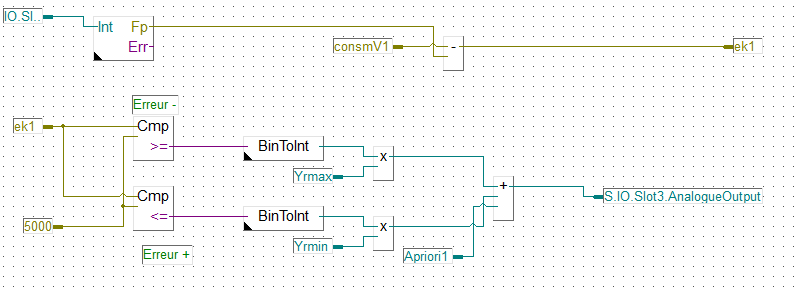 IO.SI..
Int Fp
Err
consmV1
-
ek1
Erreur -
ek1
Cmp
>=
BinToInt
x
Yrmax
+
S.IO.Slot3.AnalogueOutput
Cmp
<=
BinToInt
x
5000
Yrmin
Apriori1
Erreur +